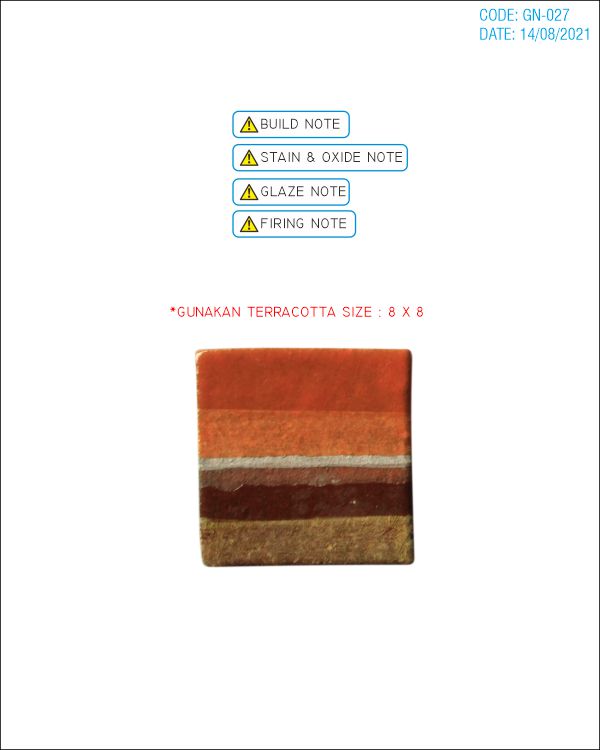 CODE: GN-027
DATE: 14/08/2021
BUILD NOTE
STAIN & OXIDE NOTE
GLAZE NOTE
FIRING NOTE
*GUNAKAN TERRACOTTA SIZE : 8 X 8